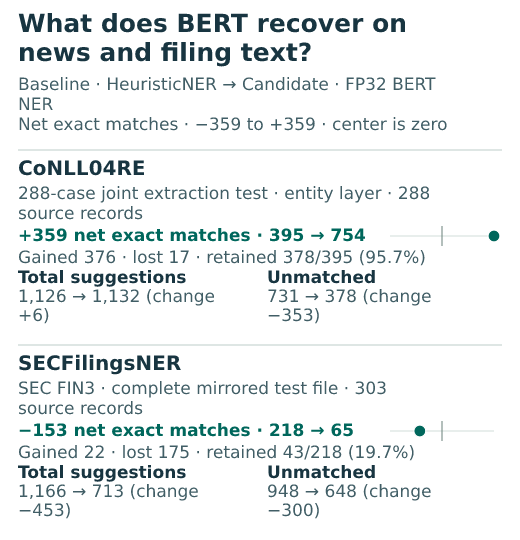 What does BERT recover on
news and filing text?
Baseline · HeuristicNER → Candidate · FP32 BERT
NER
Net exact matches · −359 to +359 · center is zero
CoNLL04RE
288-case joint extraction test · entity layer · 288
source records
+359 net exact matches · 395 → 754
Gained 376 · lost 17 · retained 378/395 (95.7%)
Total suggestions
1,126 → 1,132 (change
+6)
Unmatched
731 → 378 (change
−353)
SECFilingsNER
SEC FIN3 · complete mirrored test file · 303
source records
−153 net exact matches · 218 → 65
Gained 22 · lost 175 · retained 43/218 (19.7%)
Total suggestions
1,166 → 713 (change
−453)
Unmatched
948 → 648 (change
−300)